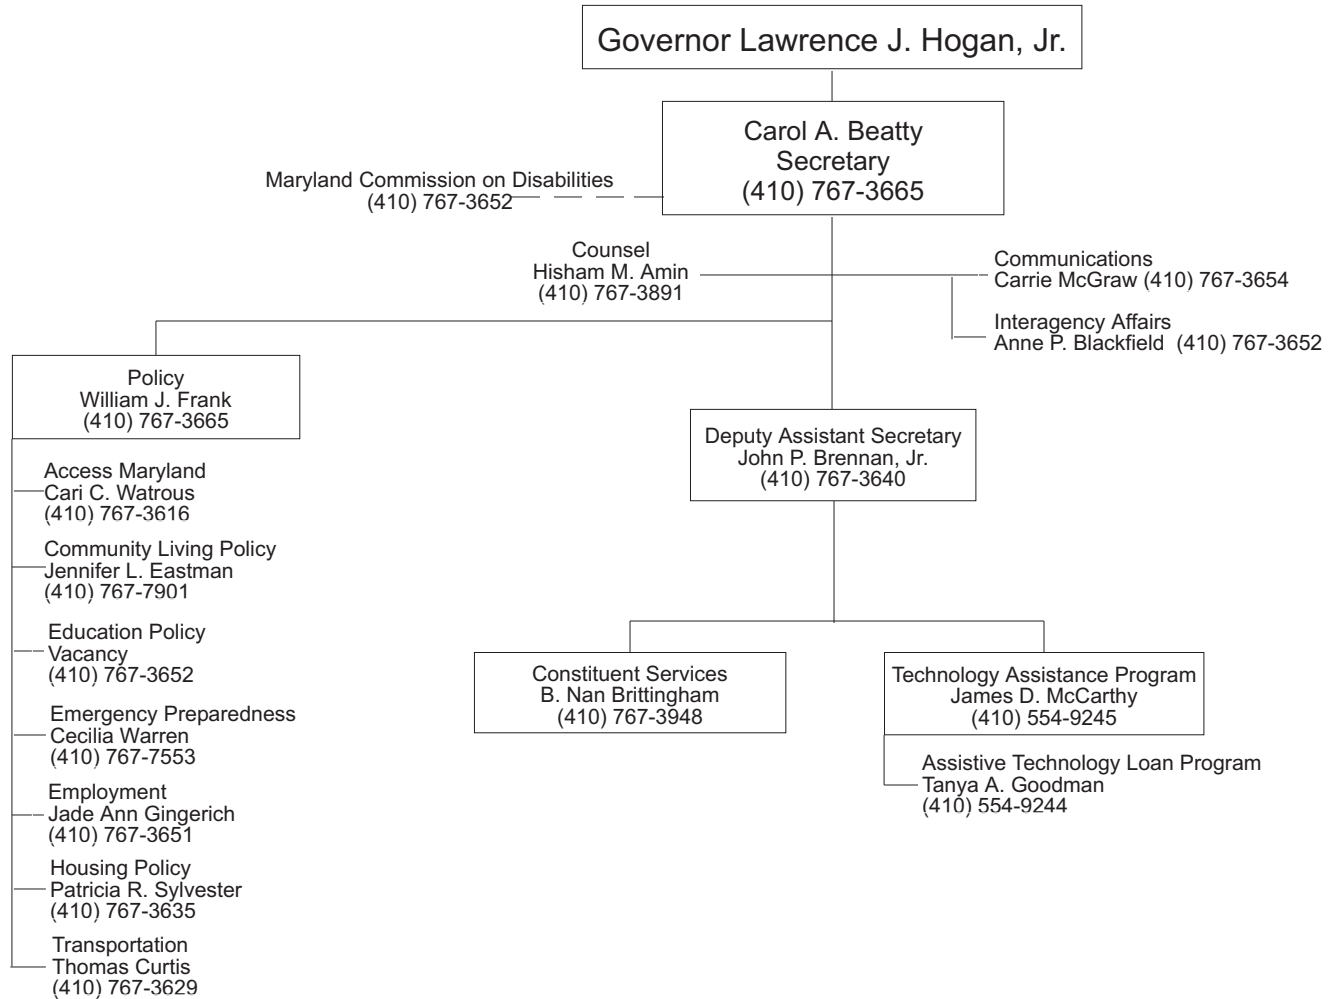 Governor Lawrence J. Hogan, Jr.
Carol A. Beatty
Secretary
(410) 767-3665
Maryland Commission on Disabilities
(410) 767-3652
Counsel
Hisham M. Amin
(410) 767-3891
Communications
Carrie McGraw (410) 767-3654
Interagency Affairs
Anne P. Blackfield (410) 767-3652
Policy
William J. Frank
(410) 767-3665
Access Maryland
Cari C. Watrous
(410) 767-3616
Community Living Policy
Jennifer L. Eastman
(410) 767-7901
Education Policy
Vacancy
(410) 767-3652
Emergency Preparedness
Cecilia Warren
(410) 767-7553
Employment
Jade Ann Gingerich
(410) 767-3651
Housing Policy
Patricia R. Sylvester
(410) 767-3635
Transportation
Thomas Curtis
(410) 767-3629
Deputy Assistant Secretary
John P. Brennan, Jr.
(410) 767-3640
Constituent Services
B. Nan Brittingham
(410) 767-3948
Technology Assistance Program
James D. McCarthy
(410) 554-9245
Assistive Technology Loan Program
Tanya A. Goodman
(410) 554-9244